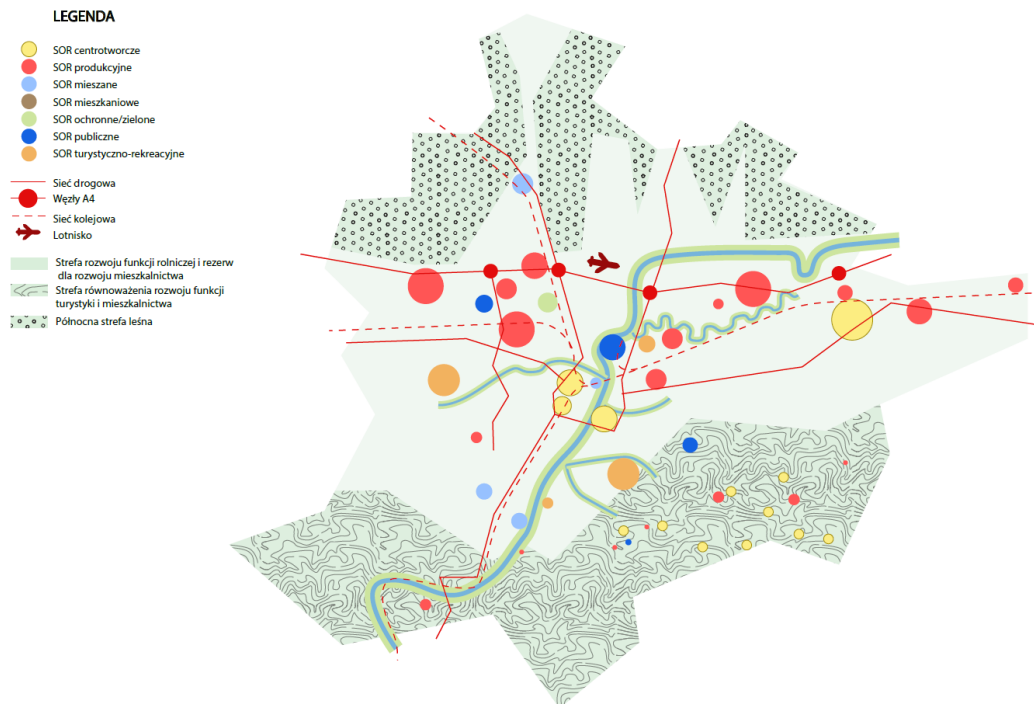 LEGENDA
SOR centrotworcze
SOR produkcyjne
SOR mieszane
SOR mieszkaniowe
SOR ochronne/zielone
SOR publiczne
SOR turystyczno-rekreacyjne
Sieć drogowa
Węzły A4
Sieć kolejowa
Lotnisko
Strefa rozwoju funkcji rolniczej i rezerw
dla rozwoju mieszkalnictwa
Strefa równoważenia rozwoju funkcji
turystyki i mieszkalnictwa
Północna strefa leśna